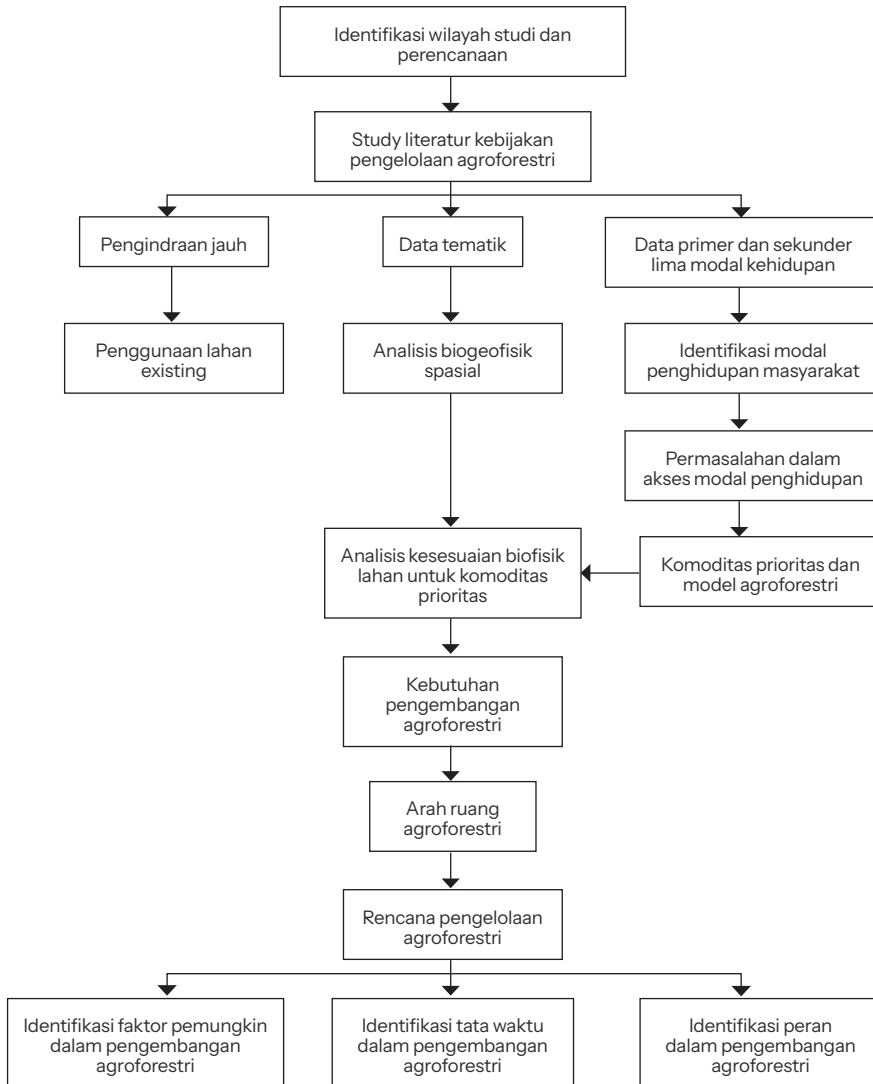 Identifikasi wilayah studi dan
perencanaan
Study literatur kebijakan
pengelolaan agroforestri
Pengindraan jauh
Data tematik
Data primer dan sekunder
lima modal kehidupan
Penggunaan lahan
existing
Analisis biogeofisik
spasial
Identifikasi modal
penghidupan masyarakat
Permasalahan dalam
akses modal penghidupan
Analisis kesesuaian biofisik
lahan untuk komoditas
prioritas
Komoditas prioritas dan
model agroforestri
Kebutuhan
pengembangan
agroforestri
Arah ruang
agroforestri
Rencana pengelolaan
agroforestri
Identifikasi faktor pemungkin
dalam pengembangan
agroforestri
Identifikasi tata waktu
dalam pengembangan
agroforestri
Identifikasi peran
dalam pengembangan
agroforestri